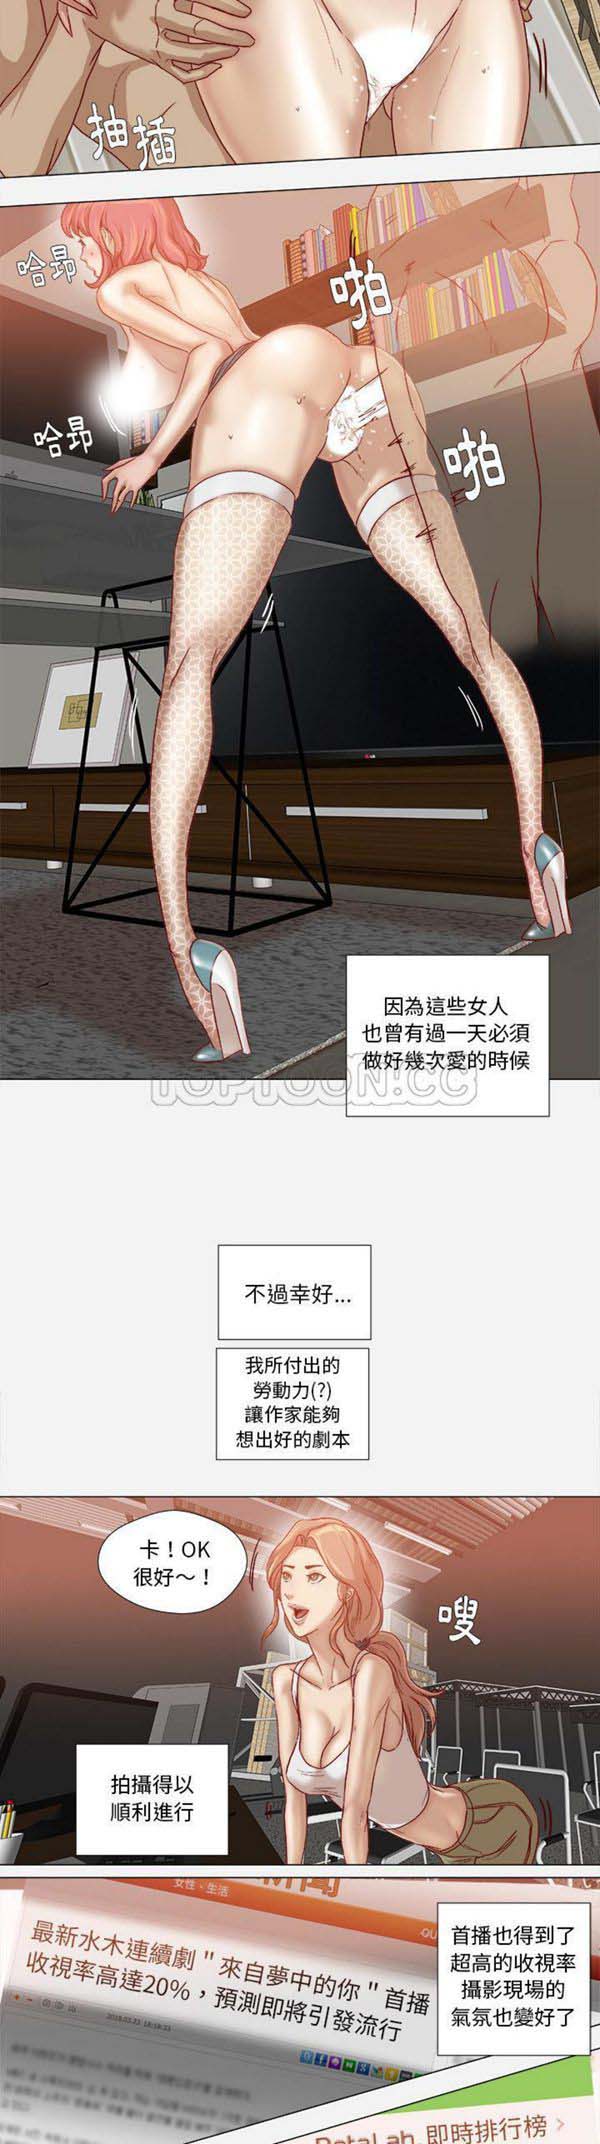 抽插
哈昂
啪
哈昂
啪
因為這些女人
也曾有過一天必須
做好幾次愛的時候
TOPTOON.CC
不過幸好...
我所付出的
勞動力(?)
讓作家能夠
想出好的劇本
卡！OK
很好～！
嗖
拍攝得以
順利進行
女性、生活
新聞
最新水木連續劇＂來自夢中的你＂首播
收視率高達20%，預測即將引發流行
首播也得到了
超高的收視率
攝影現場的
氣氛也變好了
即時排行榜 >